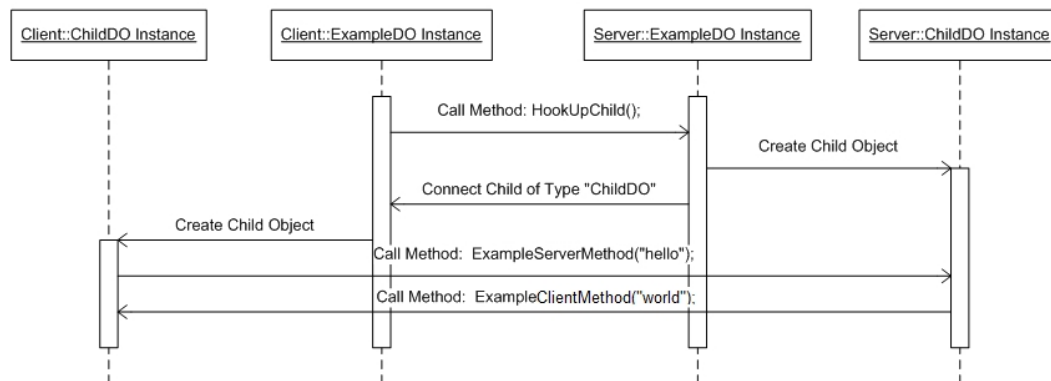 Client::ChildDO Instance
Client::ExampleDO Instance
Server::ExampleDO Instance
Server::ChildDO Instance
Call Method: HookUpChild();
Create Child Object
Connect Child of Type "ChildDO"
Create Child Object
Call Method: ExampleServerMethod("hello");
Call Method: ExampleClientMethod("world");